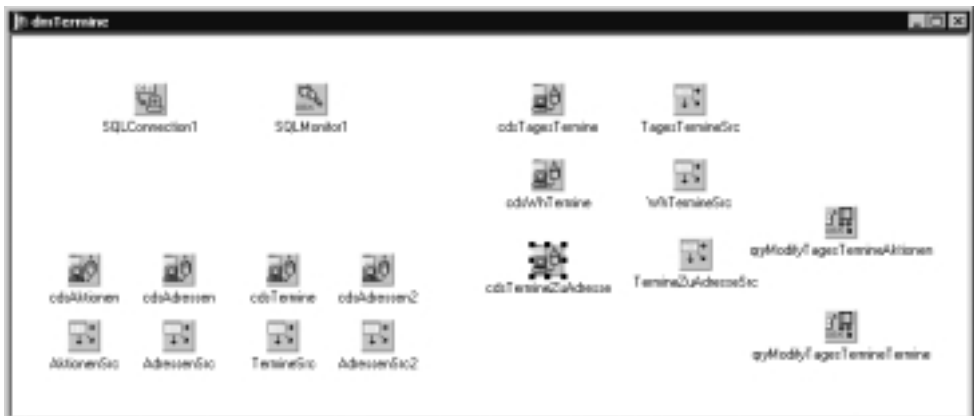 dmTermine
SQLConnection1 SQLMonitor1 cdsTagesTermine TagesTermineSrc
cdsWhTermine WhTermineSrc
qryModifyTagesTermineAktionen
cdsAktionen cdsAdressen cdsTermine cdsAdressen2 cdsTermineZuAdresse TermineZuAdresseSrc
AktionenSrc AdressenSrc TermineSrc AdressenSrc2 qryModifyTagesTermineTermine